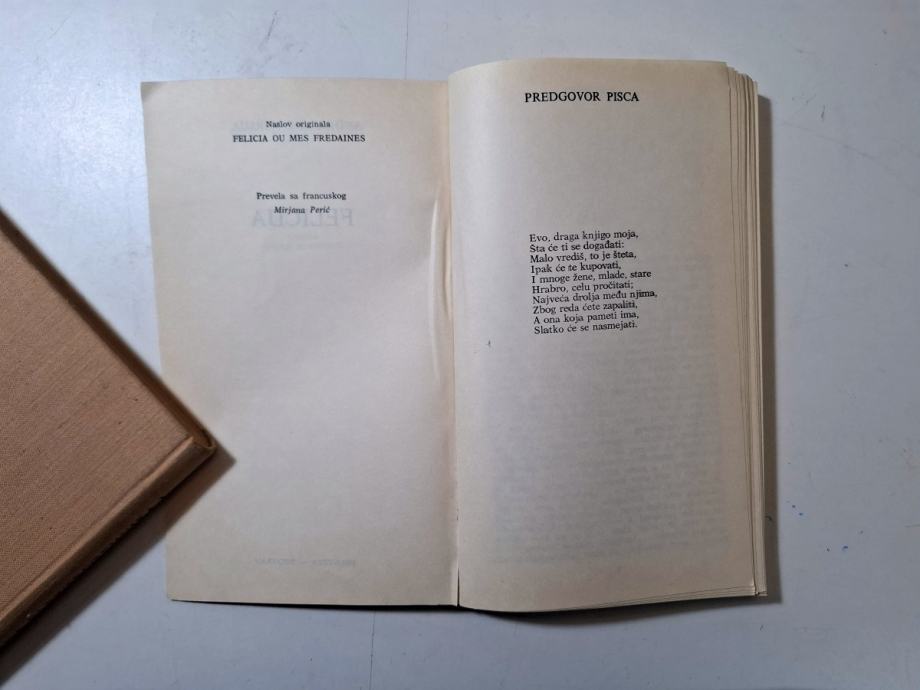 Naslov originala
FELICIA OU MES FREDAINES
Prevela sa francuskog
Mirjana Perić
PREDGOVOR PISCA
Evo, draga knjigo moja,
Šta će ti se događati:
Malo vrediš, to je šteta,
Ipak će te kupovati,
I mnoge žene, mlade, stare
Hrabro, celu pročitati;
Najveća drolja među njima,
Zbog reda ćete zapaliti,
A ona koja pameti ima,
Slatko će se nasmejati.